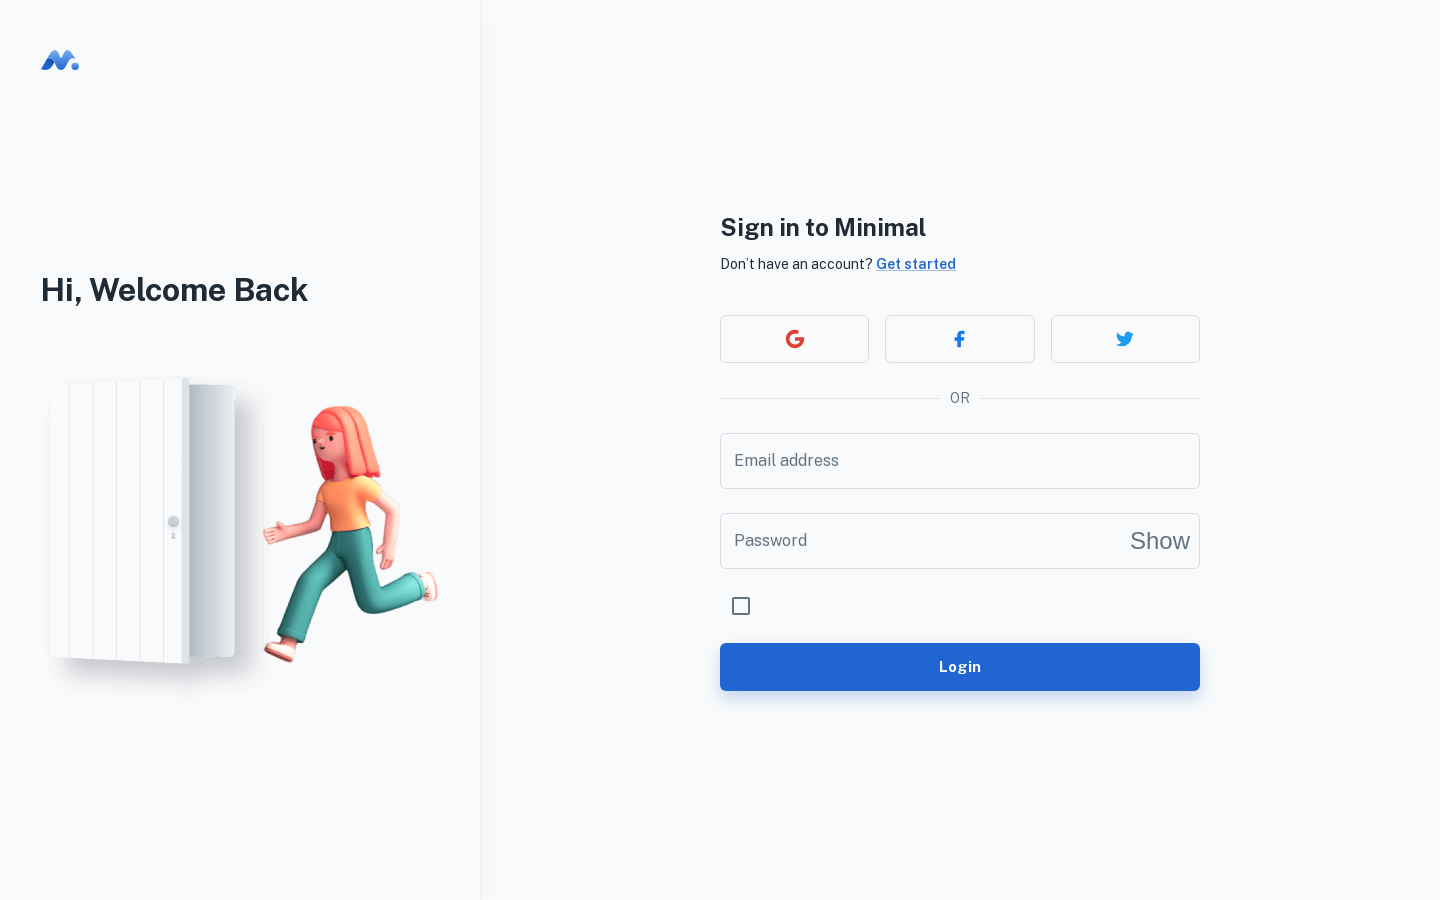 Hi, Welcome Back
Sign in to Minimal
Don't have an account? Get started
OR
Email address
Password
Show
Login